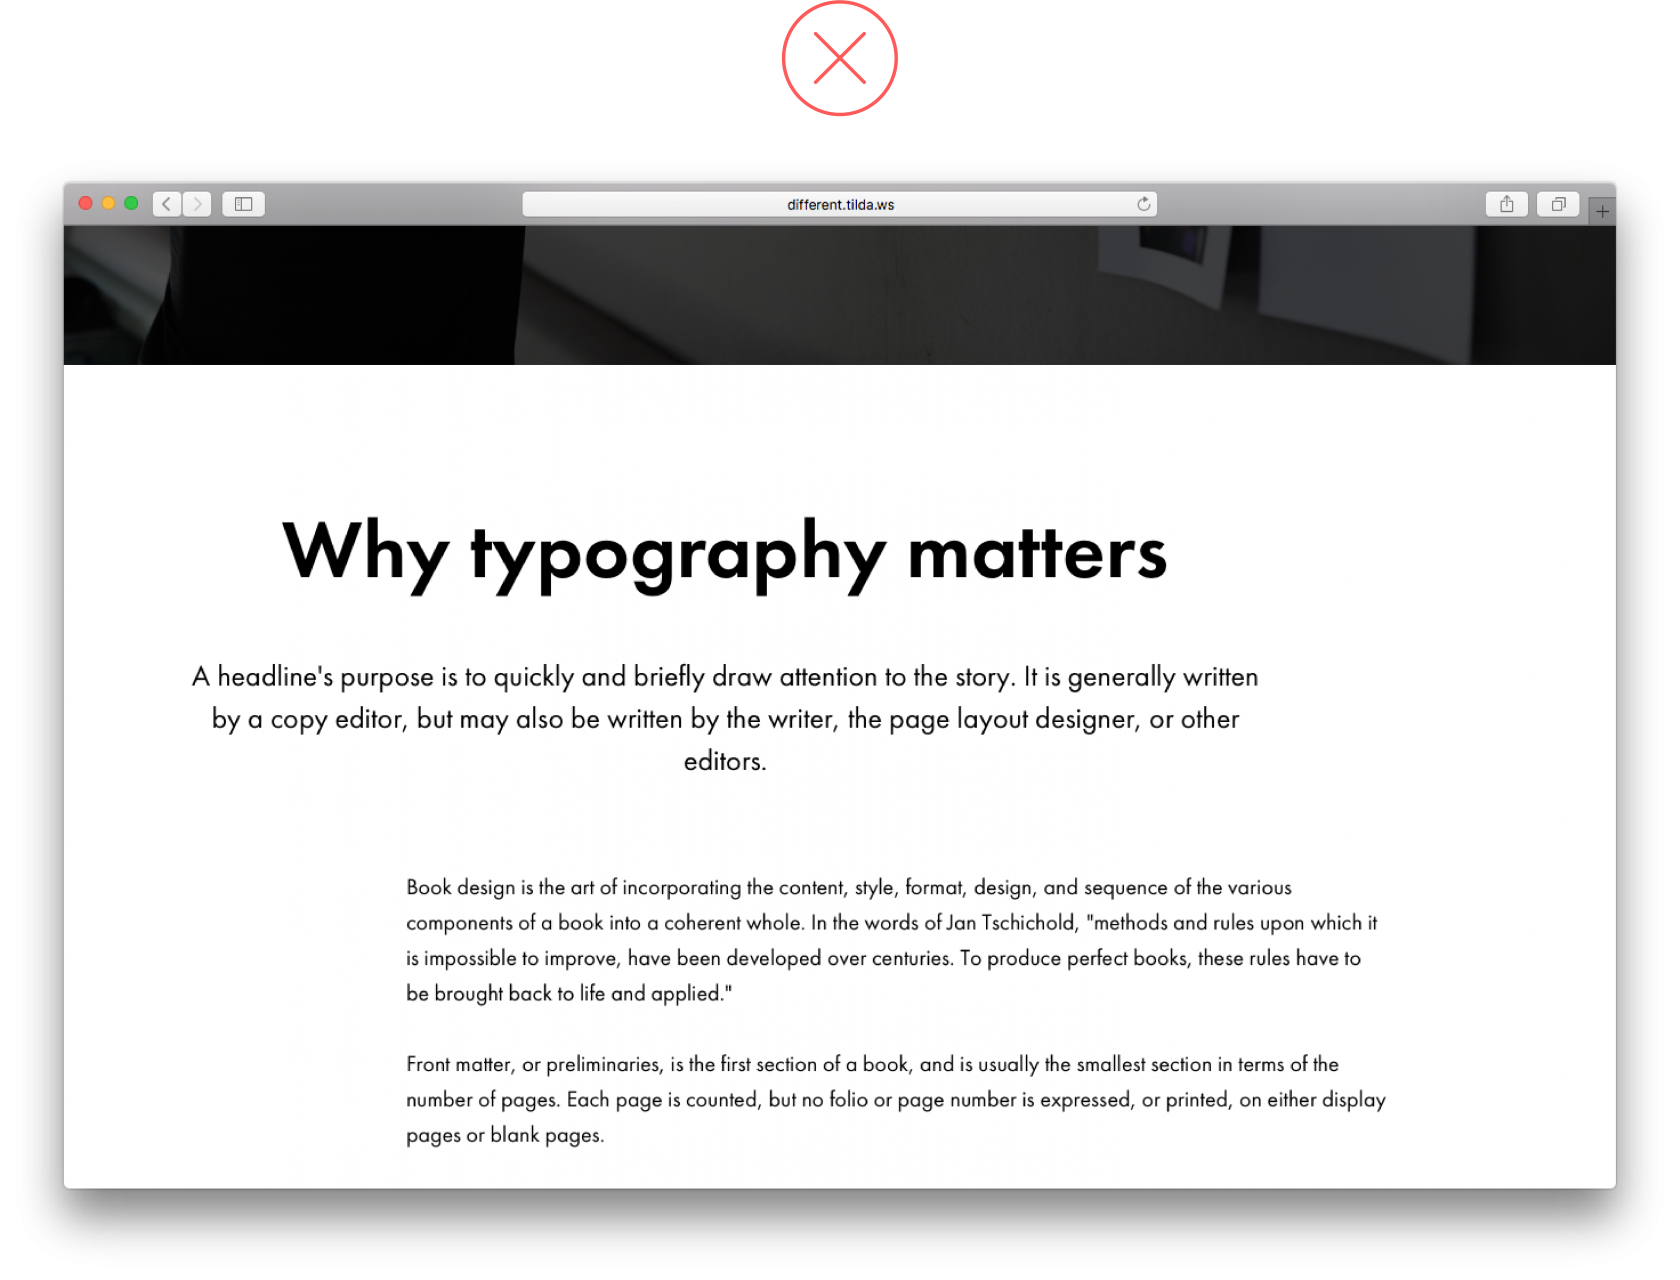 different.tilda.ws
Why typography matters
A headline's purpose is to quickly and briefly draw attention to the story. It is generally written
by a copy editor, but may also be written by the writer, the page layout designer, or other
editors.
Book design is the art of incorporating the content, style, format, design, and sequence of the various
components of a book into a coherent whole. In the words of Jan Tschichold, "methods and rules upon which it
is impossible to improve, have been developed over centuries. To produce perfect books, these rules have to
be brought back to life and applied."
Front matter, or preliminaries, is the first section of a book, and is usually the smallest section in terms of the
number of pages. Each page is counted, but no folio or page number is expressed, or printed, on either display
pages or blank pages.